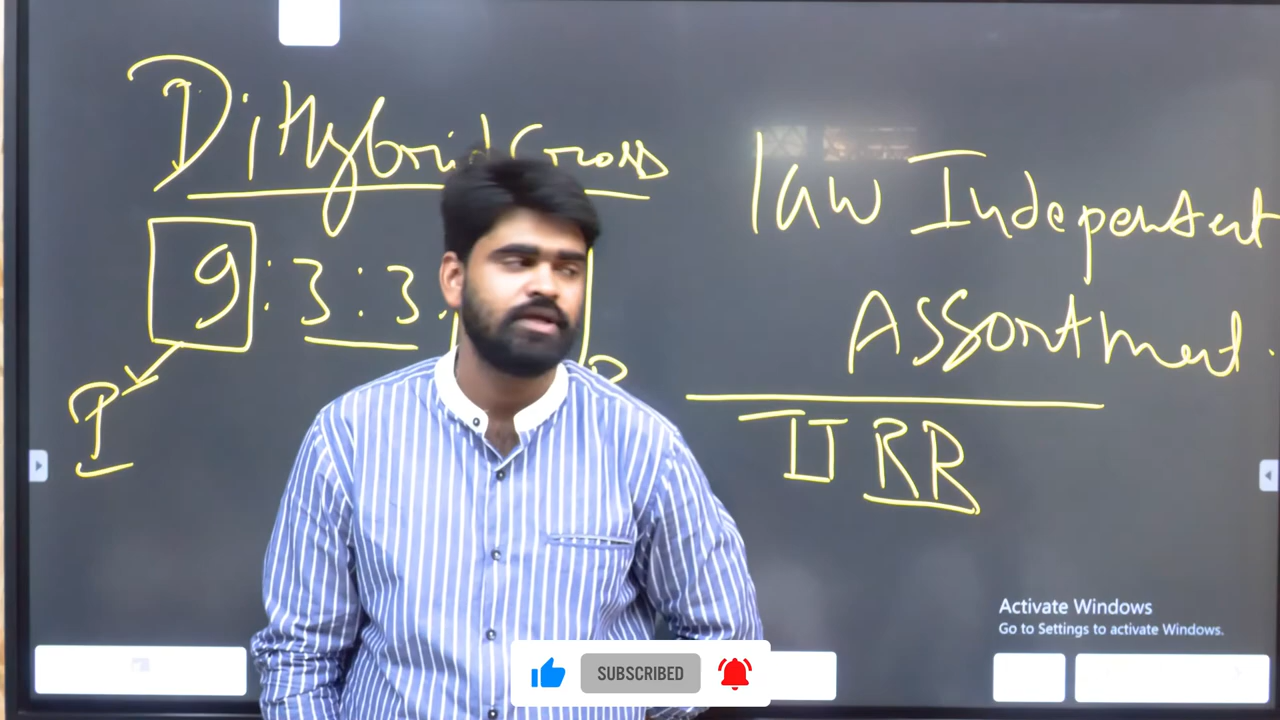 DiHybrid Cross
9:3:3
P
law Independent
Assortment.
TT RR
Activate Windows
Go to Settings to activate Windows.
SUBSCRIBED